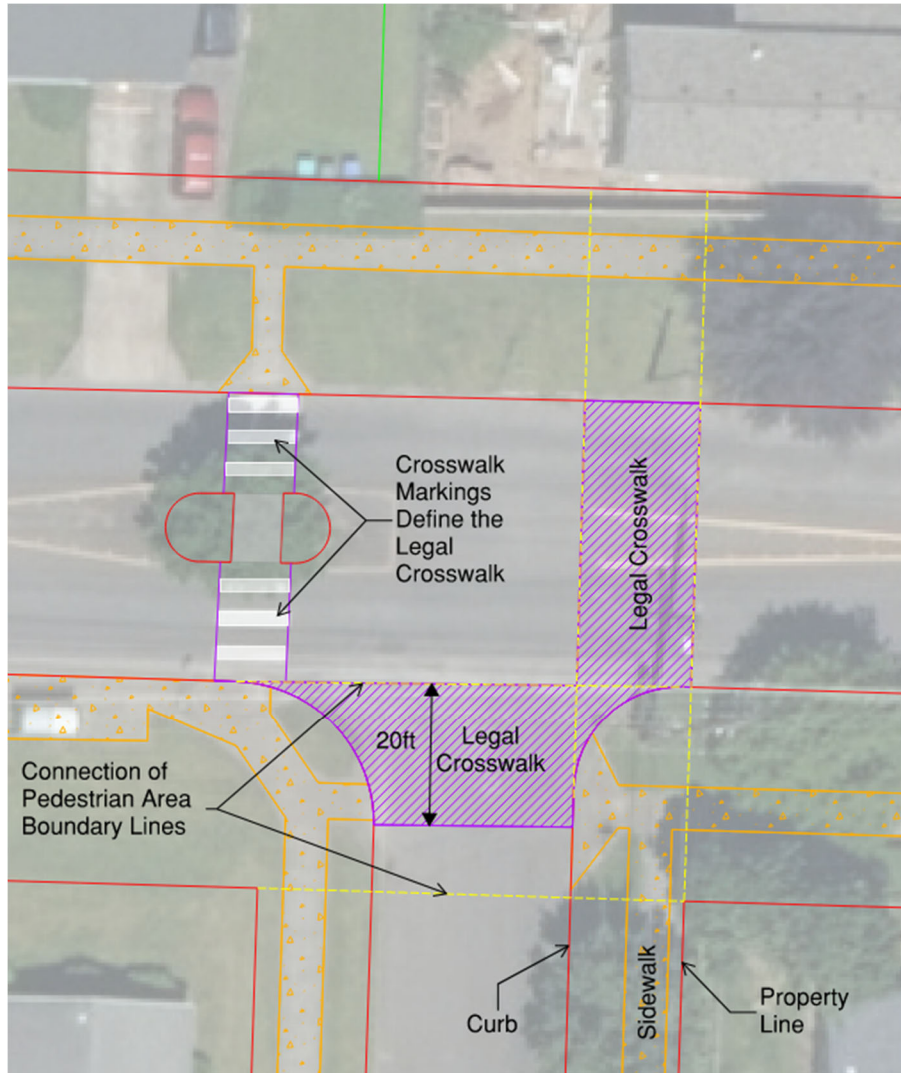 Crosswalk
Markings
Define the
Legal
Crosswalk
Legal Crosswalk
20ft
Legal
Crosswalk
Connection of
Pedestrian Area
Boundary Lines
Curb
Sidewalk
Property
Line